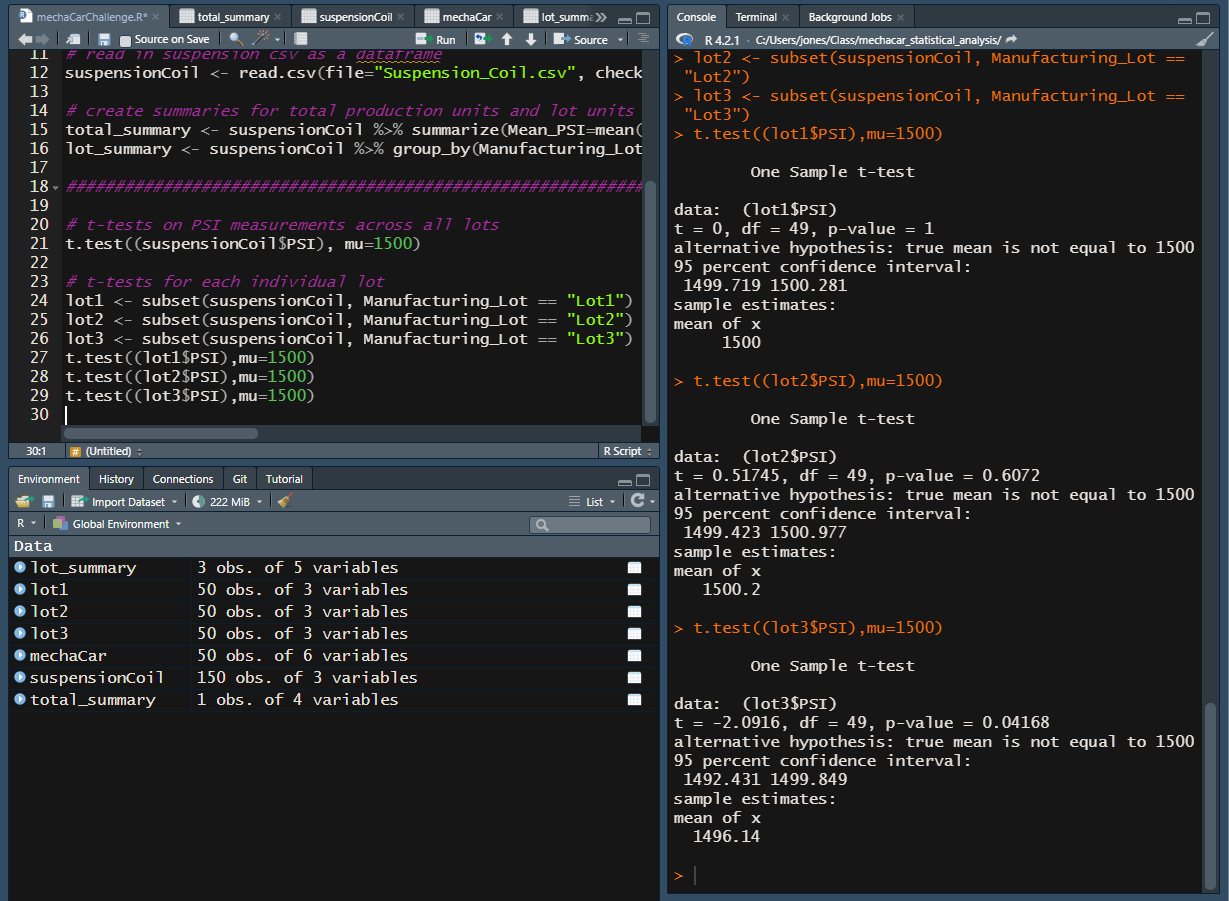 mechaCarChallenge.R* total_summary suspensionCoil mechaCar lot_summa
Source on Save Run Source
11 # read in suspension csv as a dataframe
12 suspensionCoil <- read.csv(file="Suspension_Coil.csv", check
13
14 # create summaries for total production units and lot units
15 total_summary <- suspensionCoil %>% summarize(Mean_PSI=mean(
16 lot_summary <- suspensionCoil %>% group_by(Manufacturing_Lot
17
18 ##############################################################
19
20 # t-tests on PSI measurements across all lots
21 t.test((suspensionCoil$PSI), mu=1500)
22
23 # t-tests for each individual lot
24 lot1 <- subset(suspensionCoil, Manufacturing_Lot == "Lot1")
25 lot2 <- subset(suspensionCoil, Manufacturing_Lot == "Lot2")
26 lot3 <- subset(suspensionCoil, Manufacturing_Lot == "Lot3")
27 t.test((lot1$PSI),mu=1500)
28 t.test((lot2$PSI),mu=1500)
29 t.test((lot3$PSI),mu=1500)
30
30:1 # (Untitled) R Script
Environment History Connections Git Tutorial
Import Dataset 222 MiB List
R Global Environment
Data
lot_summary 3 obs. of 5 variables
lot1 50 obs. of 3 variables
lot2 50 obs. of 3 variables
lot3 50 obs. of 3 variables
mechaCar 50 obs. of 6 variables
suspensionCoil 150 obs. of 3 variables
total_summary 1 obs. of 4 variables
Console Terminal Background Jobs
R 4.2.1 · C:/Users/jones/Class/mechacar_statistical_analysis/
> lot2 <- subset(suspensionCoil, Manufacturing_Lot ==
"Lot2")
> lot3 <- subset(suspensionCoil, Manufacturing_Lot ==
"Lot3")
> t.test((lot1$PSI),mu=1500)
One Sample t-test
data: (lot1$PSI)
t = 0, df = 49, p-value = 1
alternative hypothesis: true mean is not equal to 1500
95 percent confidence interval:
1499.719 1500.281
sample estimates:
mean of x
1500
> t.test((lot2$PSI),mu=1500)
One Sample t-test
data: (lot2$PSI)
t = 0.51745, df = 49, p-value = 0.6072
alternative hypothesis: true mean is not equal to 1500
95 percent confidence interval:
1499.423 1500.977
sample estimates:
mean of x
1500.2
> t.test((lot3$PSI),mu=1500)
One Sample t-test
data: (lot3$PSI)
t = -2.0916, df = 49, p-value = 0.04168
alternative hypothesis: true mean is not equal to 1500
95 percent confidence interval:
1492.431 1499.849
sample estimates:
mean of x
1496.14
>